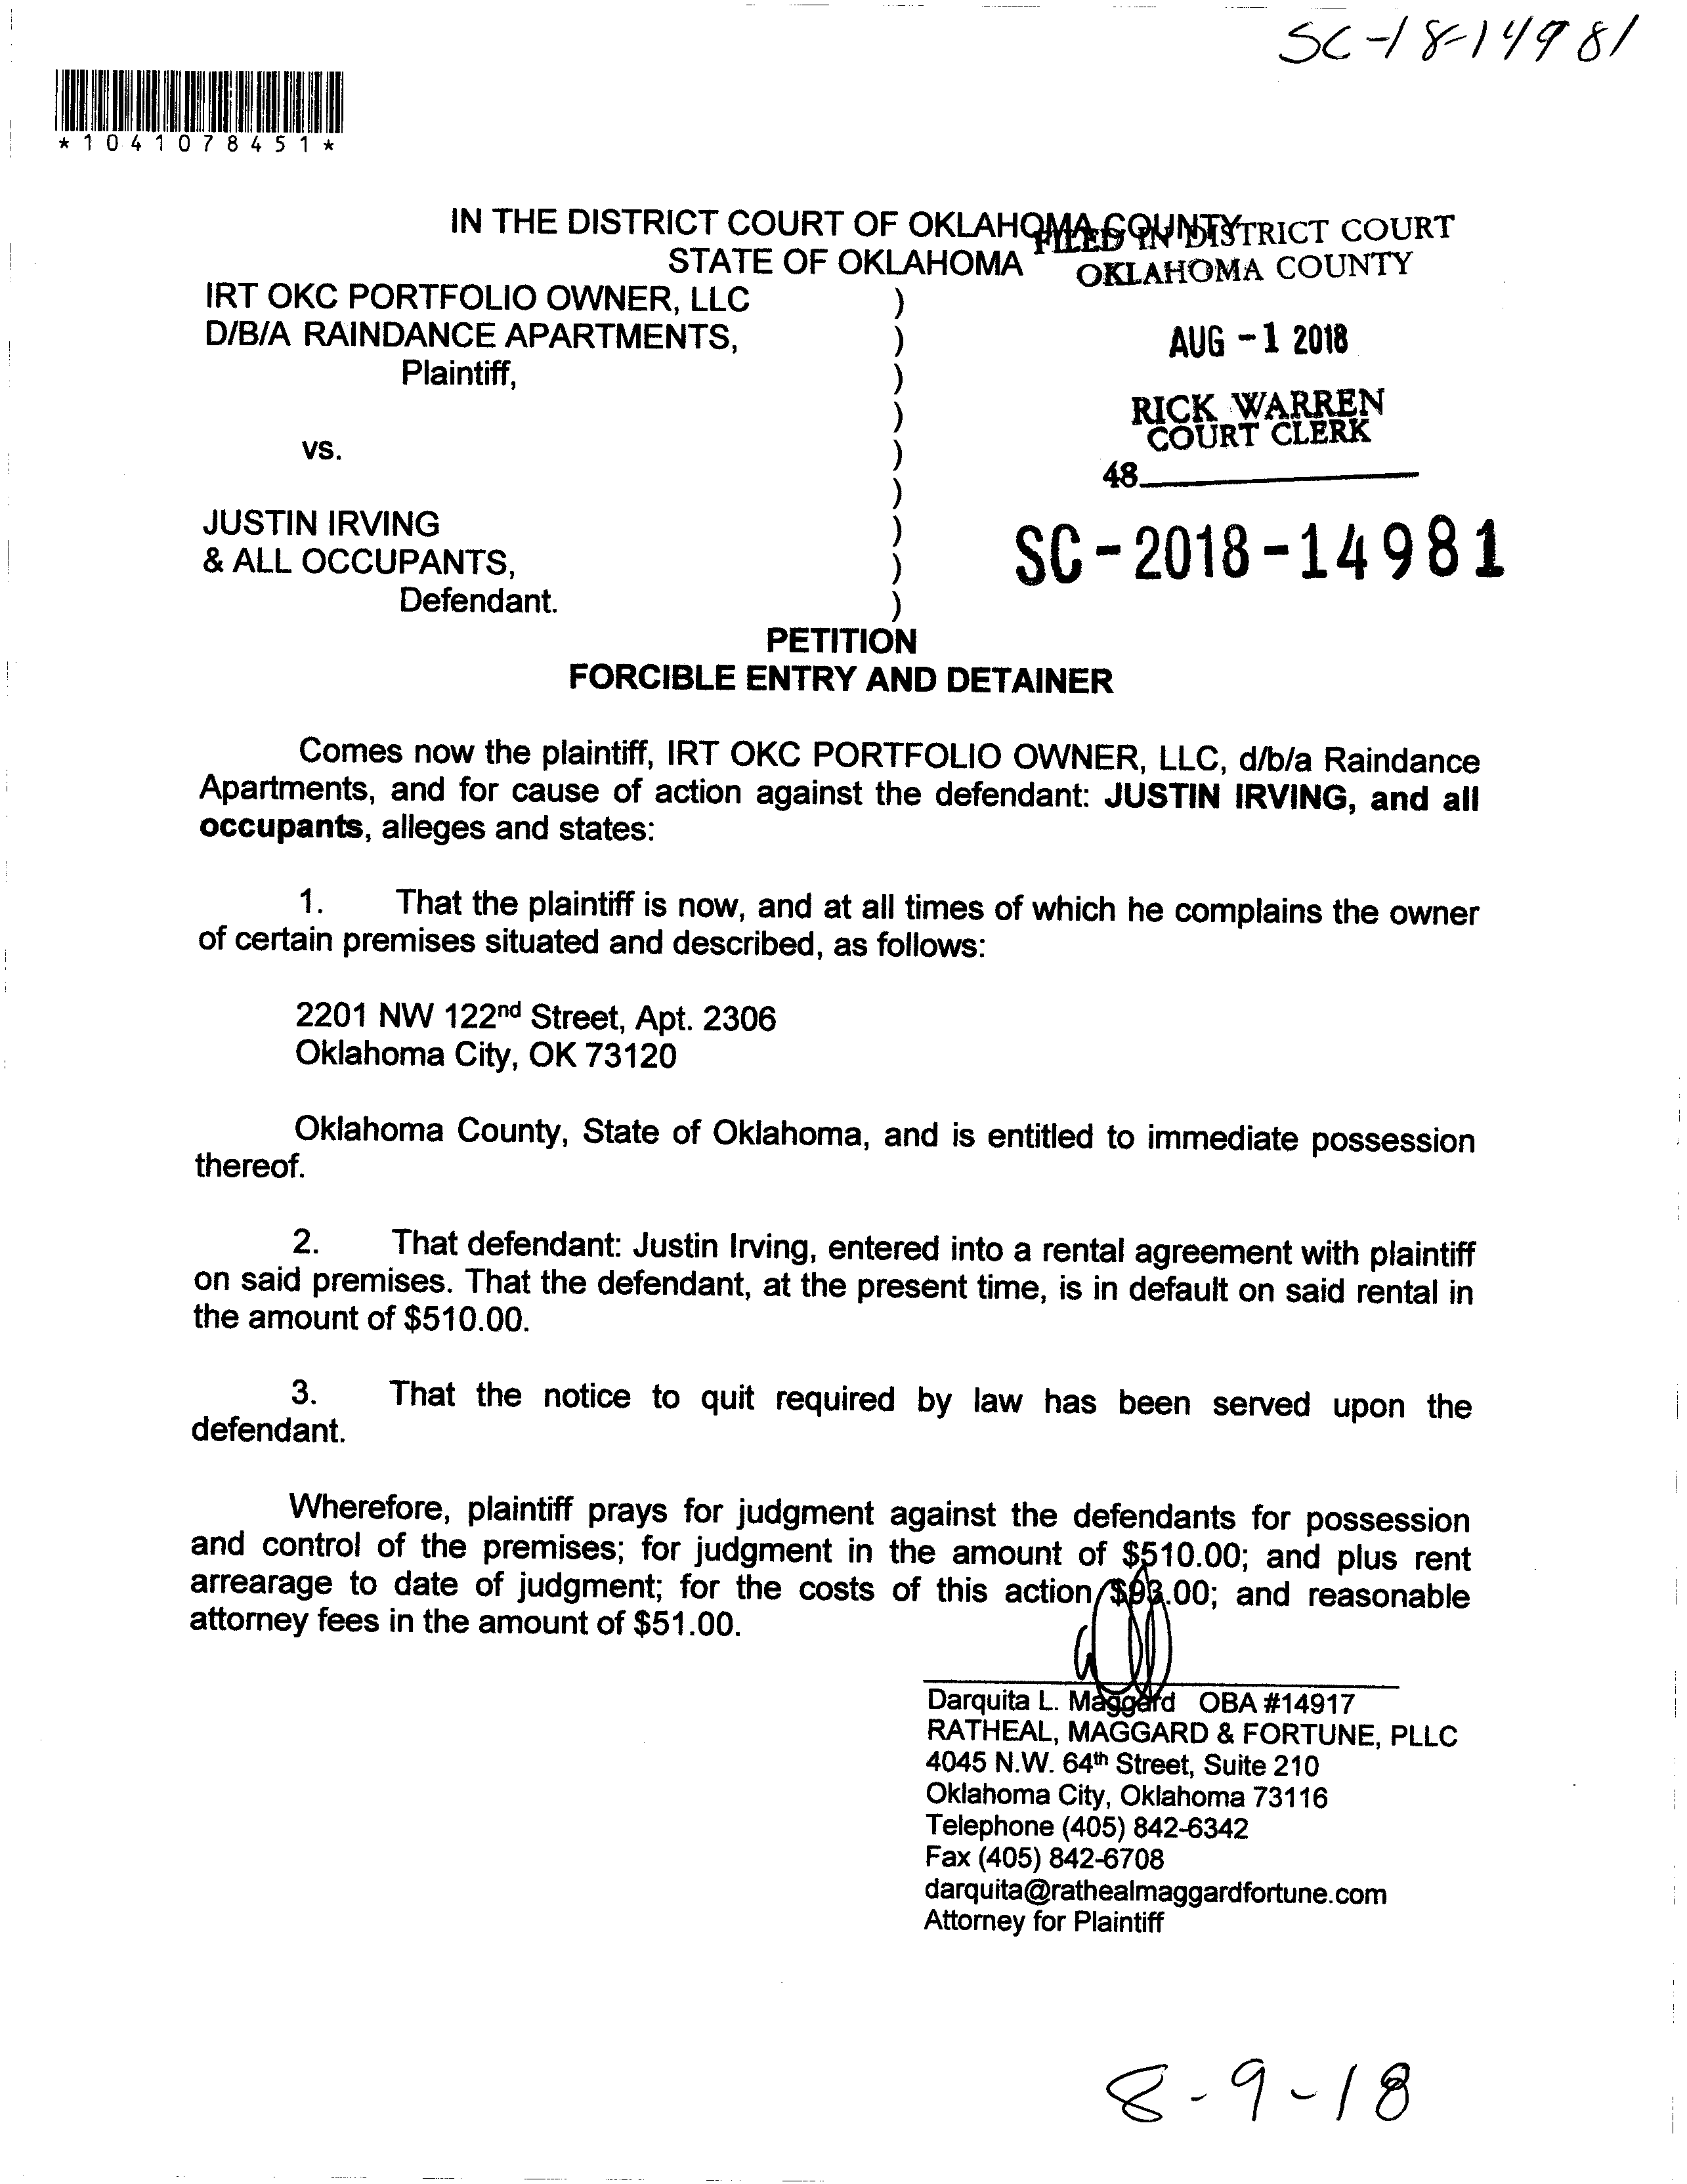 SC-18-14981
*1041078451*
IN THE DISTRICT COURT OF OKLAHOMA COUNTY
STATE OF OKLAHOMA
FILED IN DISTRICT COURT
OKLAHOMA COUNTY
IRT OKC PORTFOLIO OWNER, LLC )
D/B/A RAINDANCE APARTMENTS, )
Plaintiff, )
)
vs. )
)
JUSTIN IRVING )
& ALL OCCUPANTS, )
Defendant. )
AUG -1 2018
RICK WARREN
COURT CLERK
48
SC-2018-14981
PETITION
FORCIBLE ENTRY AND DETAINER
Comes now the plaintiff, IRT OKC PORTFOLIO OWNER, LLC, d/b/a Raindance
Apartments, and for cause of action against the defendant: JUSTIN IRVING, and all
occupants, alleges and states:
1. That the plaintiff is now, and at all times of which he complains the owner
of certain premises situated and described, as follows:
2201 NW 122nd Street, Apt. 2306
Oklahoma City, OK 73120
Oklahoma County, State of Oklahoma, and is entitled to immediate possession
thereof.
2. That defendant: Justin Irving, entered into a rental agreement with plaintiff
on said premises. That the defendant, at the present time, is in default on said rental in
the amount of $510.00.
3. That the notice to quit required by law has been served upon the
defendant.
Wherefore, plaintiff prays for judgment against the defendants for possession
and control of the premises; for judgment in the amount of $510.00; and plus rent
arrearage to date of judgment; for the costs of this action $93.00; and reasonable
attorney fees in the amount of $51.00.
Darquita L. Maggard OBA #14917
RATHEAL, MAGGARD & FORTUNE, PLLC
4045 N.W. 64th Street, Suite 210
Oklahoma City, Oklahoma 73116
Telephone (405) 842-6342
Fax (405) 842-6708
darquita@rathealmaggardfortune.com
Attorney for Plaintiff
8-9-18